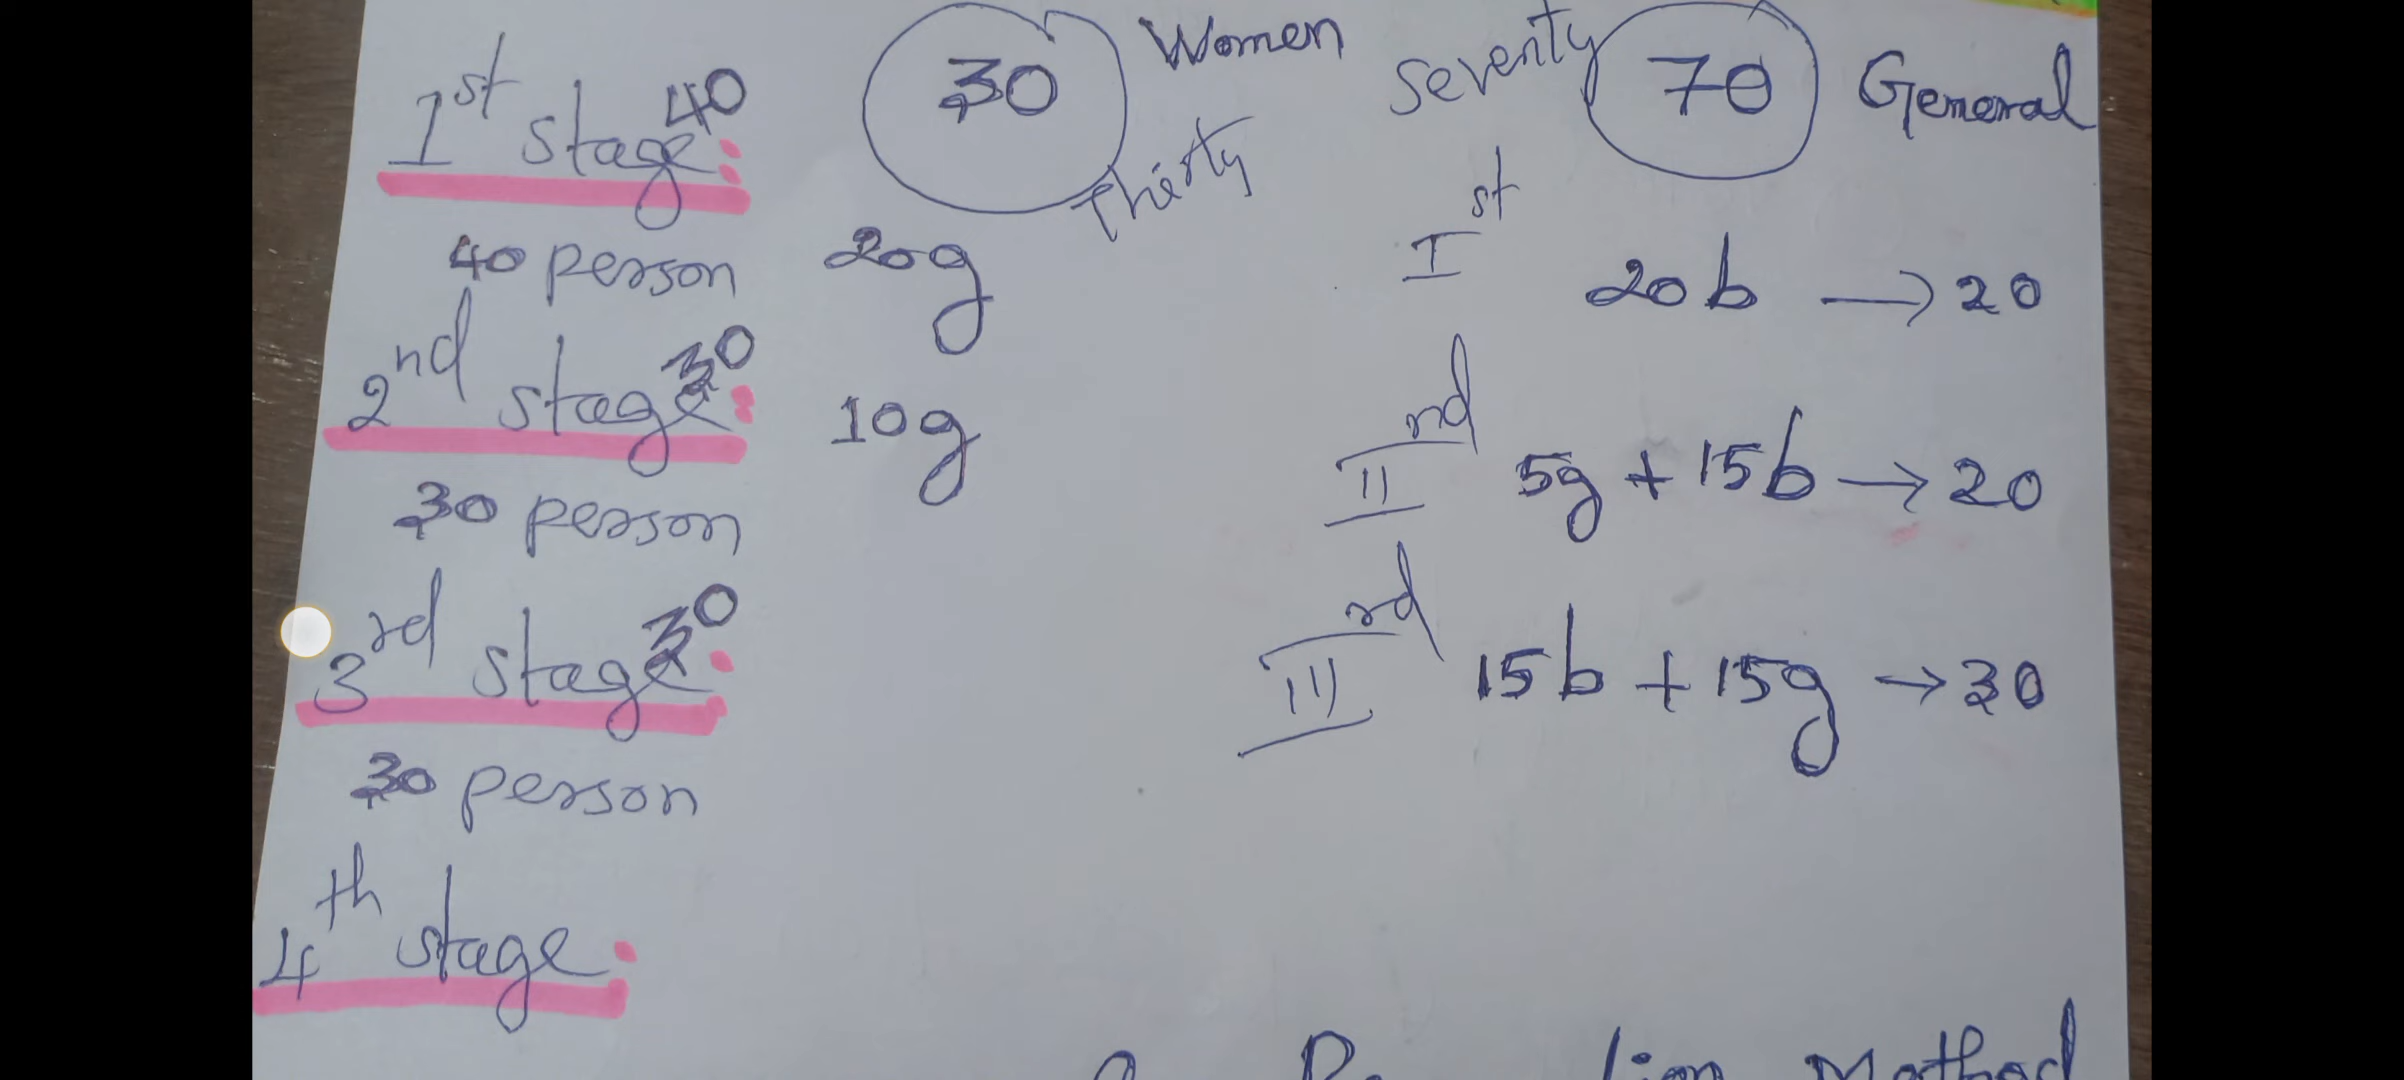 1st stage: 40
30 Women
Thirty
Seventy 70 General
40 person 20g
Ist 20b → 20
2nd stage: 30
10g
IInd 5g + 15b → 20
30 person
3rd stage: 30
IIIrd 15b + 15g → 30
30 person
4th stage:
Method